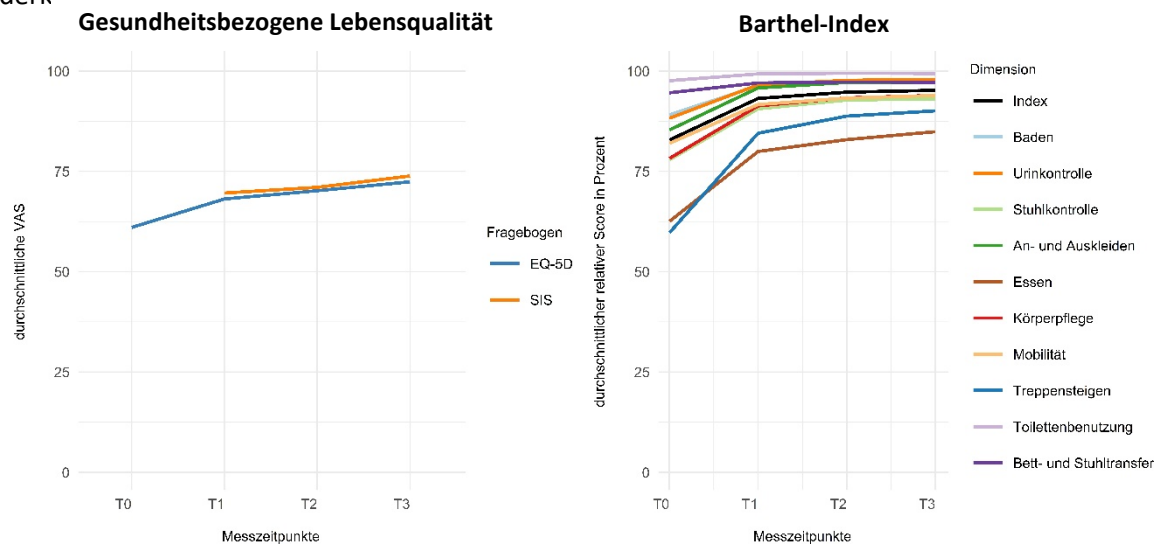 Gesundheitsbezogene Lebensqualität
100
75
50
25
0
durchschnittliche VAS
T0 T1 T2 T3
Messzeitpunkte
Fragebogen
EQ-5D
SIS
Barthel-Index
100
75
50
25
0
durchschnittlicher relativer Score in Prozent
T0 T1 T2 T3
Messzeitpunkte
Dimension
Index
Baden
Urinkontrolle
Stuhlkontrolle
An- und Auskleiden
Essen
Körperpflege
Mobilität
Treppensteigen
Toilettenbenutzung
Bett- und Stuhltransfer